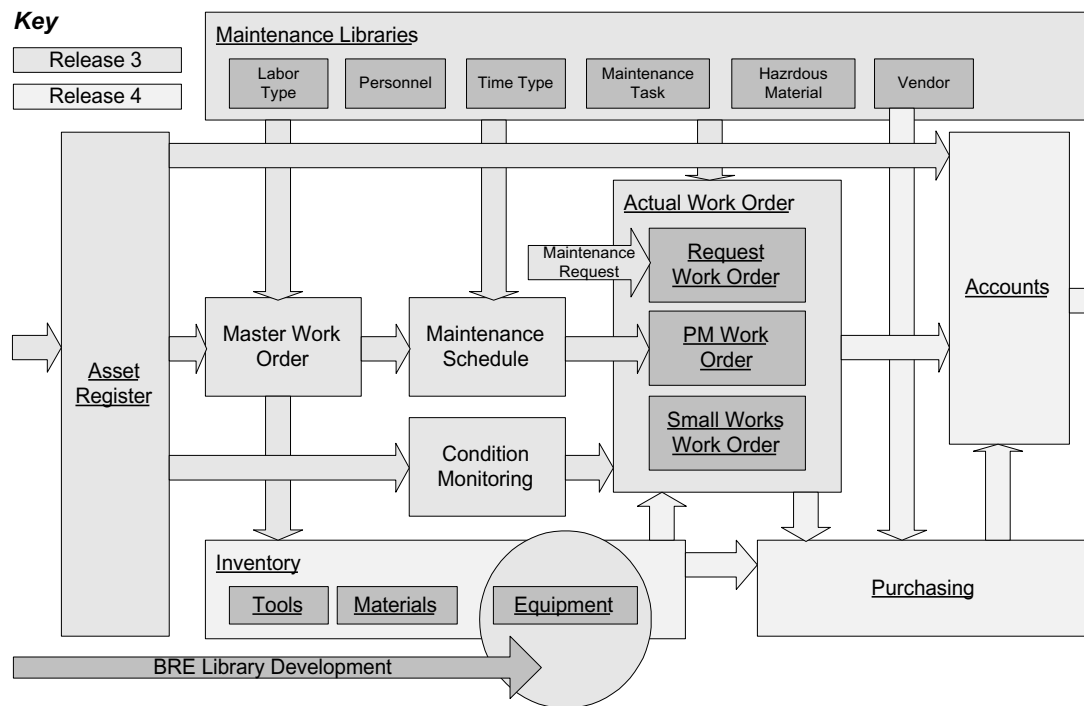 Key
Release 3
Release 4
Maintenance Libraries
Labor
Type
Personnel
Time Type
Maintenance
Task
Hazrdous
Material
Vendor
Asset
Register
Master Work
Order
Maintenance
Schedule
Condition
Monitoring
Actual Work Order
Maintenance
Request
Request
Work Order
PM Work
Order
Small Works
Work Order
Accounts
Inventory
Tools
Materials
Equipment
Purchasing
BRE Library Development